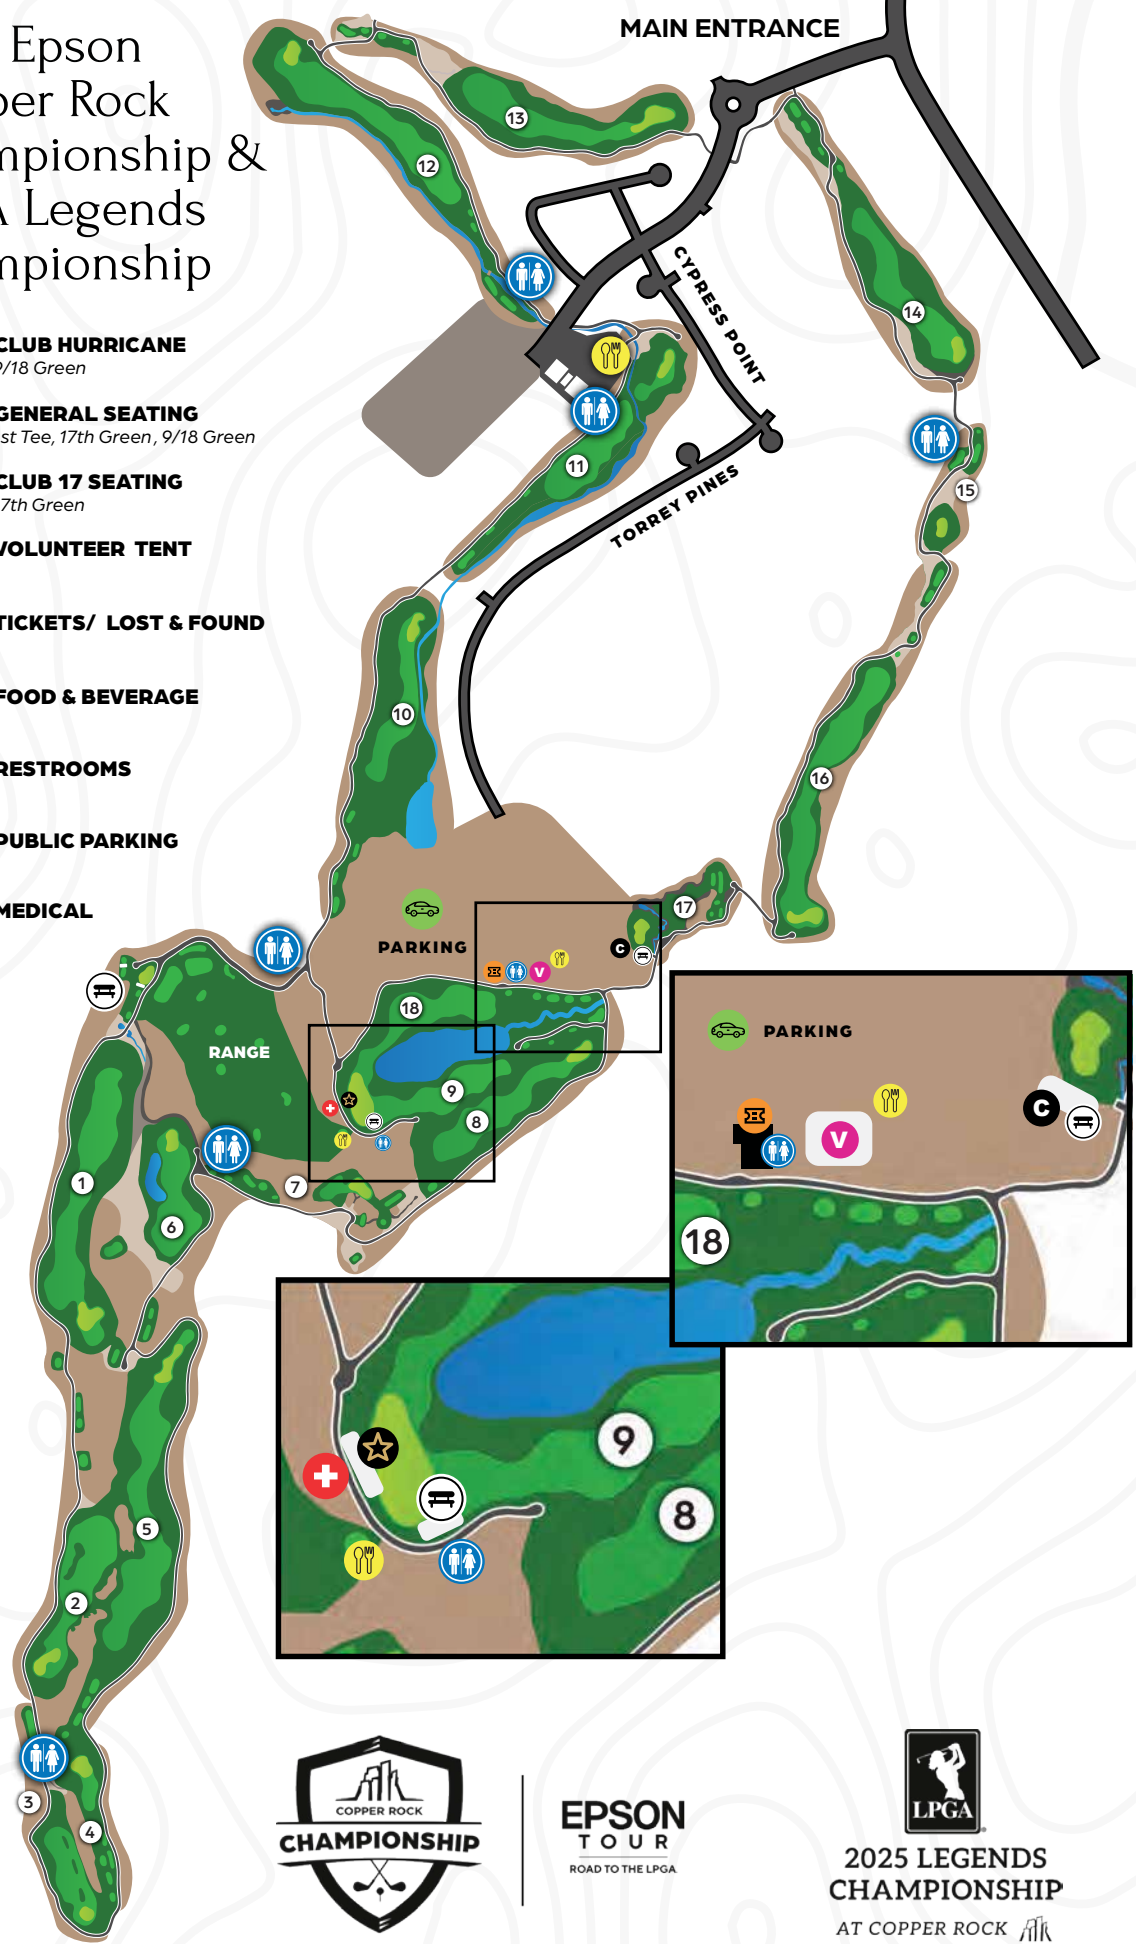 Epson
per Rock
mpionship &
A Legends
mpionship
CLUB HURRICANE
9/18 Green
GENERAL SEATING
1st Tee, 17th Green, 9/18 Green
CLUB 17 SEATING
17th Green
VOLUNTEER TENT
TICKETS/ LOST & FOUND
FOOD & BEVERAGE
RESTROOMS
PUBLIC PARKING
MEDICAL
MAIN ENTRANCE
13
12
14
CYPRESS POINT
11
15
TORREY PINES
10
16
17
PARKING
C
V
18
RANGE
9
8
1
7
6
5
2
3
4
PARKING
C
V
18
9
8
COPPER ROCK
CHAMPIONSHIP
EPSON
TOUR
ROAD TO THE LPGA
LPGA
2025 LEGENDS
CHAMPIONSHIP
AT COPPER ROCK